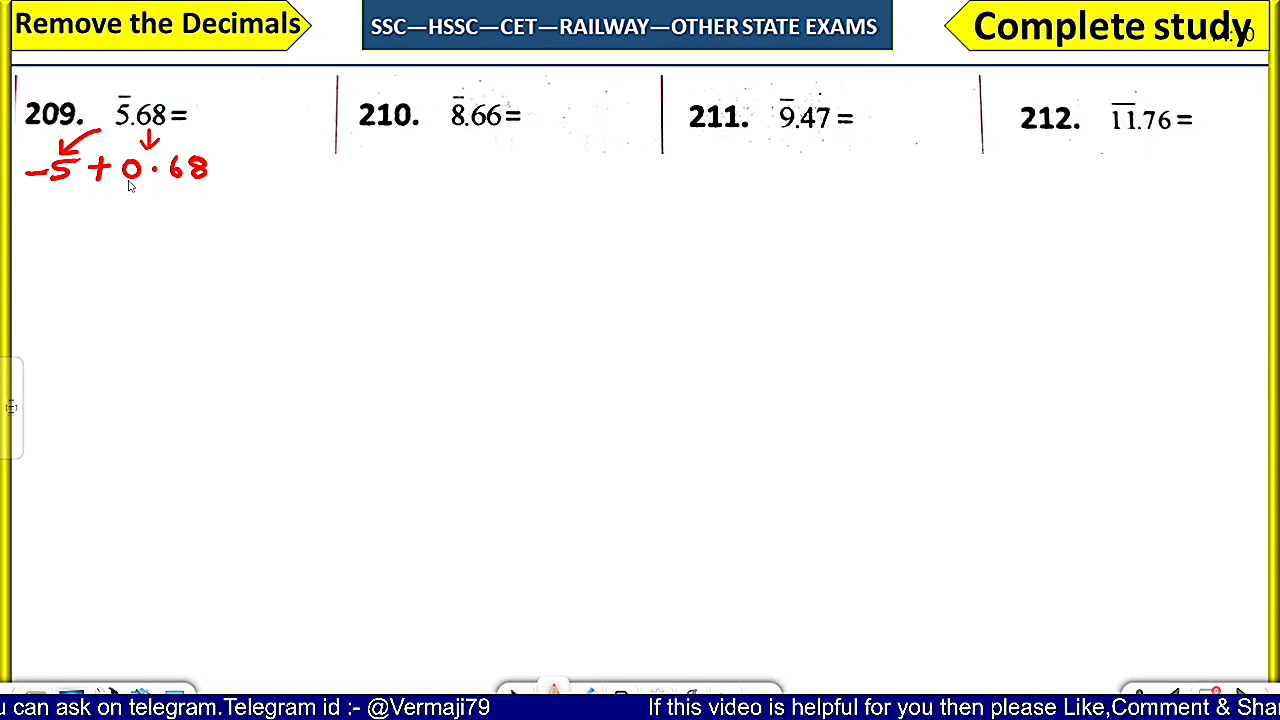 Remove the Decimals
SSC—HSSC—CET—RAILWAY—OTHER STATE EXAMS
Complete study
209. 5̅.68=
210. 8̅.66=
211. 9̅.47=
212. 1̅1̅.76=
-5 + 0.68
u can ask on telegram.Telegram id :- @Vermaji79
If this video is helpful for you then please Like,Comment & Sha